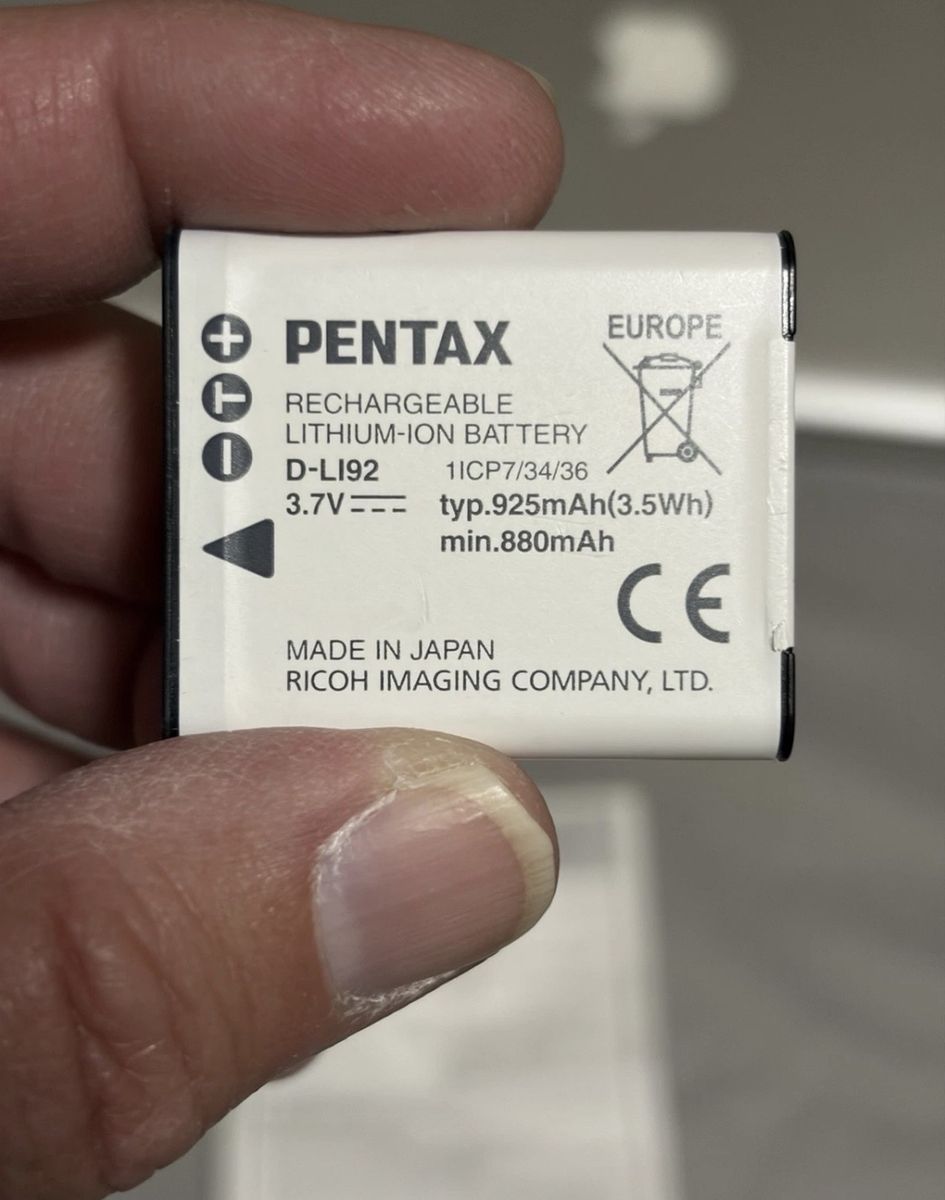 PENTAX
EUROPE
RECHARGEABLE
LITHIUM-ION BATTERY
D-LI92 1ICP7/34/36
3.7V⎓ typ.925mAh(3.5Wh)
min.880mAh
CE
MADE IN JAPAN
RICOH IMAGING COMPANY, LTD.
+
T
−